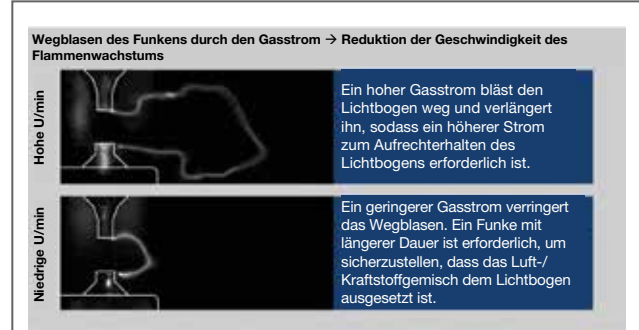 Wegblasen des Funkens durch den Gasstrom → Reduktion der Geschwindigkeit des
Flammenwachstums
Hohe U/min
Ein hoher Gasstrom bläst den
Lichtbogen weg und verlängert
ihn, sodass ein höherer Strom
zum Aufrechterhalten des
Lichtbogens erforderlich ist.
Niedrige U/min
Ein geringerer Gasstrom verringert
das Wegblasen. Ein Funke mit
längerer Dauer ist erforderlich, um
sicherzustellen, dass das Luft-/
Kraftstoffgemisch dem Lichtbogen
ausgesetzt ist.